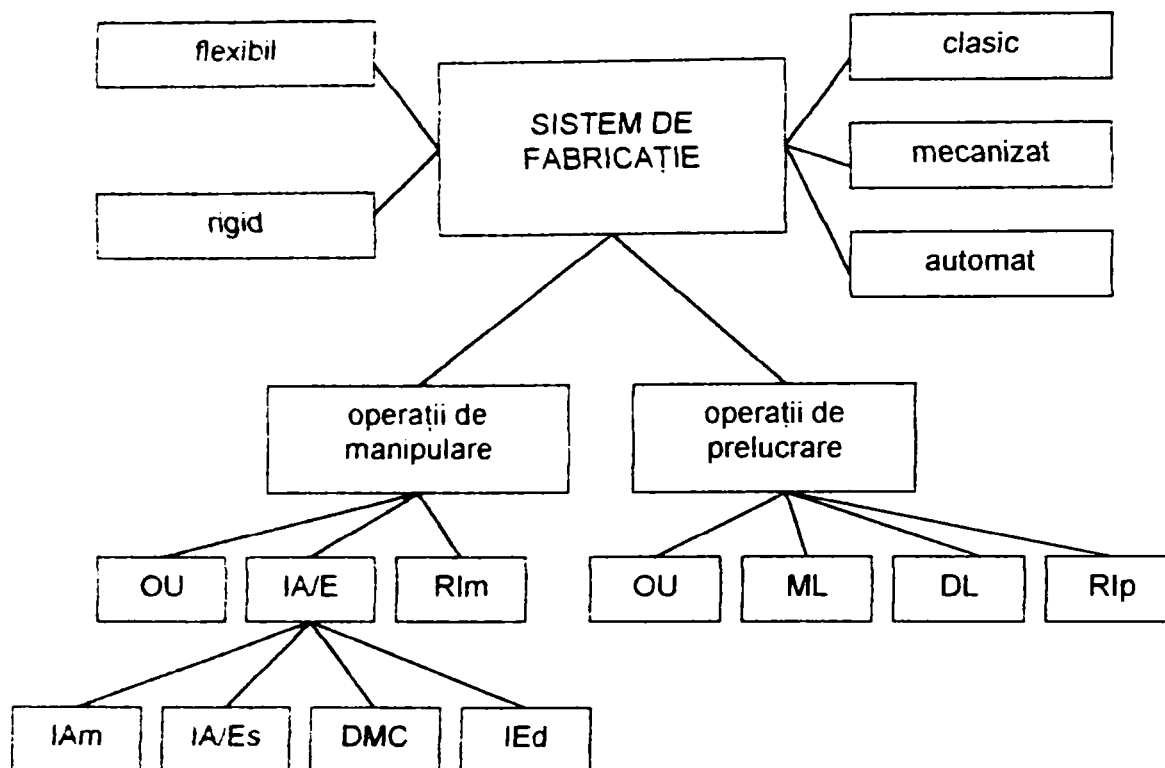 flexibil
clasic
SISTEM DE
FABRICAȚIE
mecanizat
rigid
automat
operații de
manipulare
operații de
prelucrare
OU
IA/E
RIm
OU
ML
DL
RIp
IAm
IA/Es
DMC
IEd